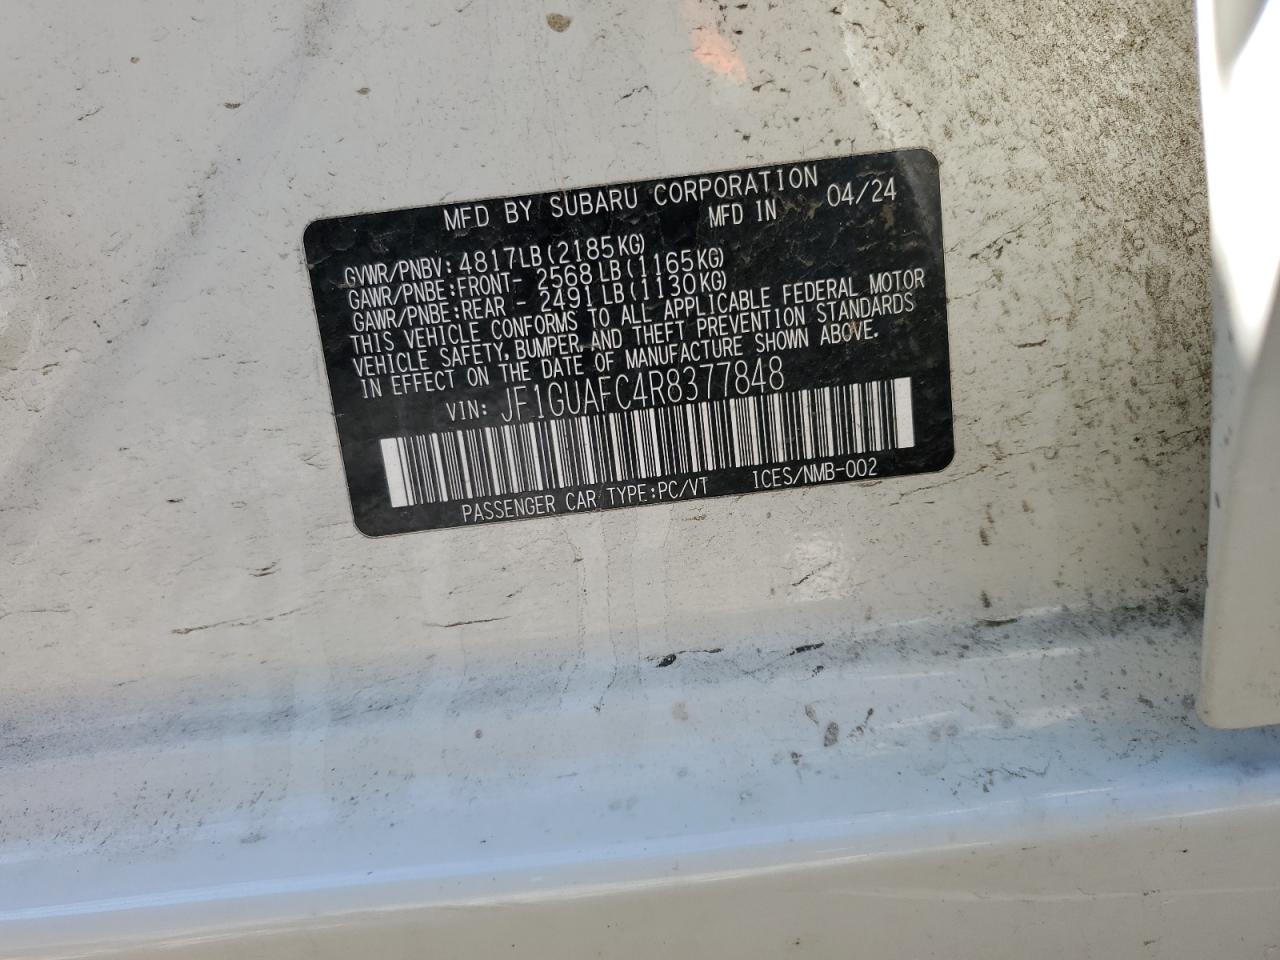 MFD BY SUBARU CORPORATION
MFD IN 04/24
GVWR/PNBV: 4817LB(2185KG)
GAWR/PNBE:FRONT- 2568LB(1165KG)
GAWR/PNBE:REAR - 2491LB(1130KG)
THIS VEHICLE CONFORMS TO ALL APPLICABLE FEDERAL MOTOR
VEHICLE SAFETY, BUMPER, AND THEFT PREVENTION STANDARDS
IN EFFECT ON THE DATE OF MANUFACTURE SHOWN ABOVE.
VIN: JF1GUAFC4R8377848
PASSENGER CAR TYPE:PC/VT ICES/NMB-002